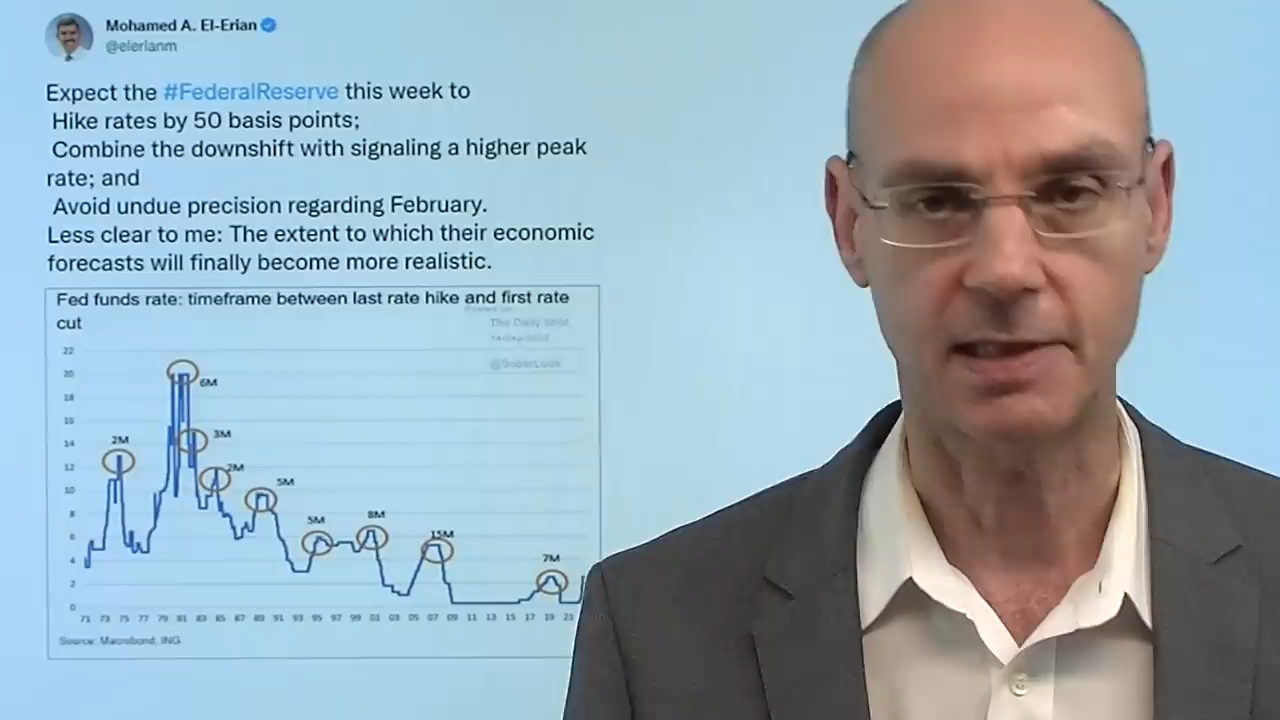 Mohamed A. El-Erian
@elerianm
Expect the #FederalReserve this week to
Hike rates by 50 basis points;
Combine the downshift with signaling a higher peak
rate; and
Avoid undue precision regarding February.
Less clear to me: The extent to which their economic
forecasts will finally become more realistic.
Fed funds rate: timeframe between last rate hike and first rate
cut
Posted on
The Daily Shot
@SoberLook
22
20
18
16
14
12
10
8
6
4
2
0
2M
6M
3M
2M
5M
5M
8M
15M
7M
71 73 75 77 79 81 83 85 87 89 91 93 95 97 99 01 03 05 07 09 11 13 15 17 19 21
Source: Macrobond, ING